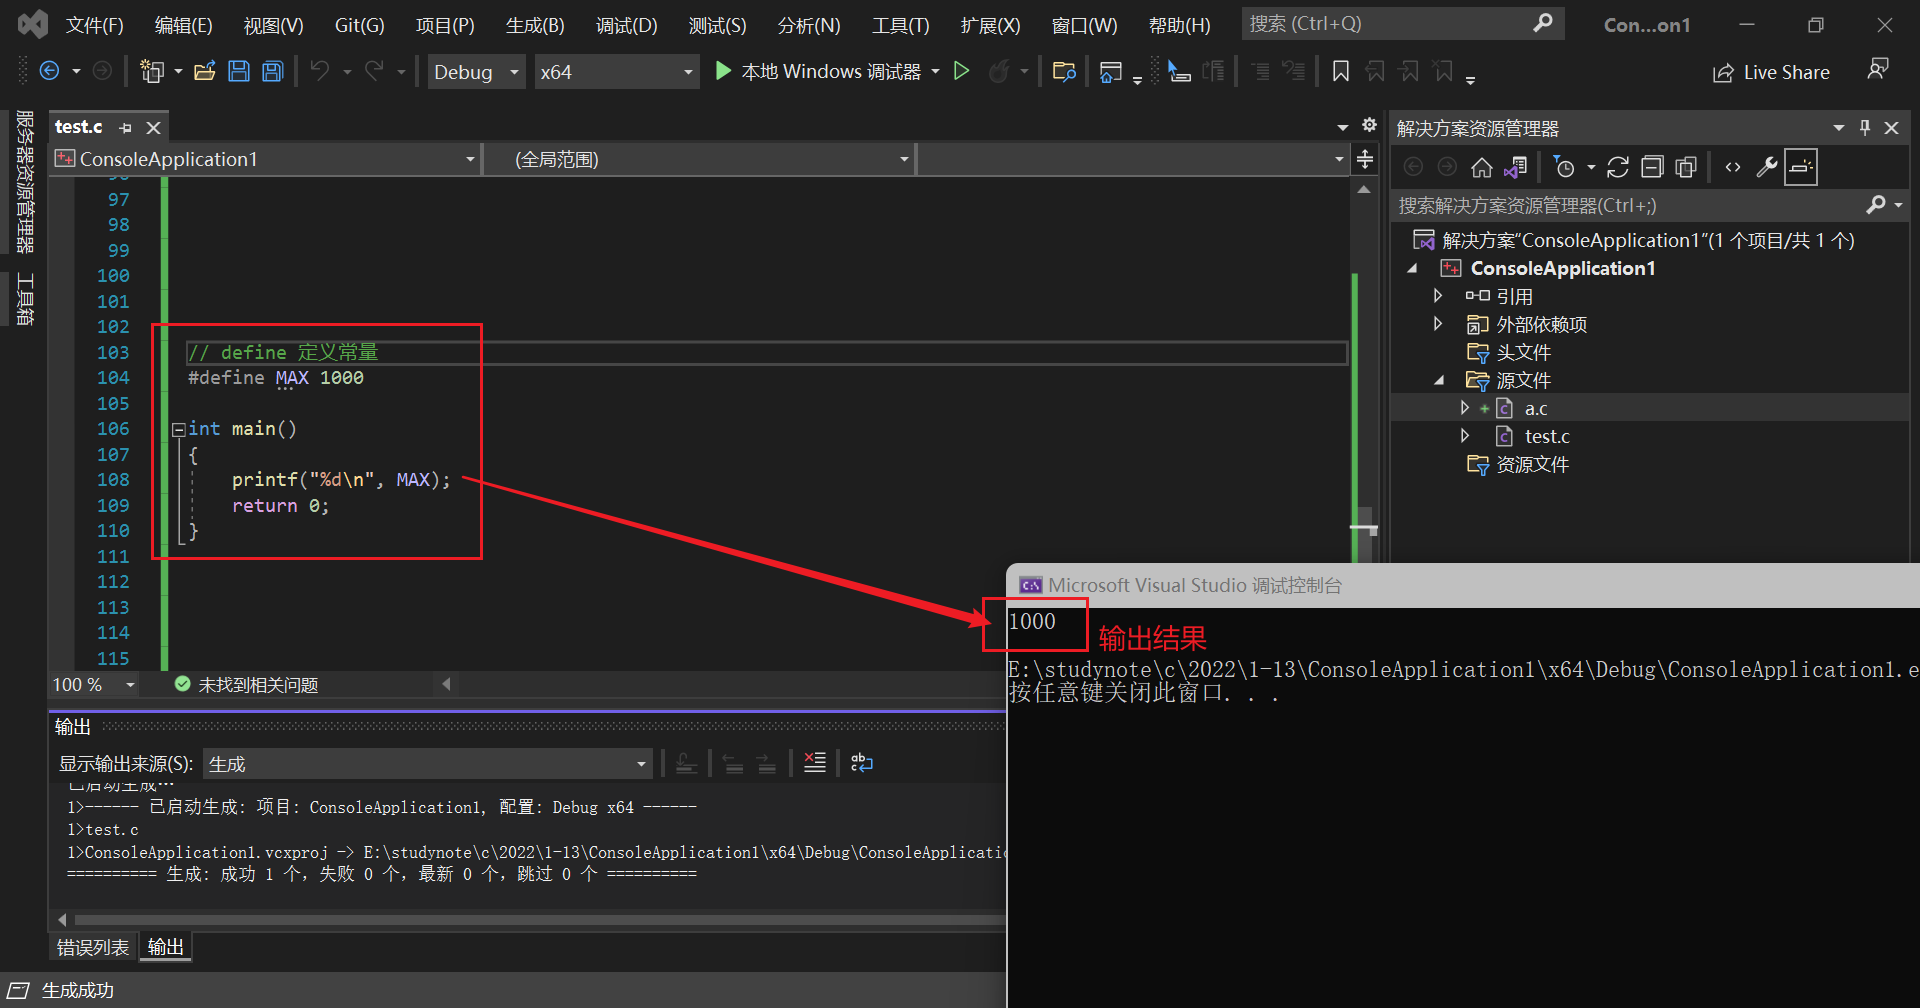 文件(F) 编辑(E) 视图(V) Git(G) 项目(P) 生成(B) 调试(D) 测试(S) 分析(N) 工具(T) 扩展(X) 窗口(W) 帮助(H) 搜索 (Ctrl+Q) Con...on1
Debug x64 本地 Windows 调试器 Live Share
服务器资源管理器
工具箱
test.c
ConsoleApplication1 (全局范围)
97
98
99
100
101
102
103 // define 定义常量
104 #define MAX 1000
105
106 int main()
107 {
108 printf("%d\n", MAX);
109 return 0;
110 }
111
112
113
114
115
100 % 未找到相关问题
输出
显示输出来源(S): 生成
已启动生成…
1>------ 已启动生成: 项目: ConsoleApplication1, 配置: Debug x64 ------
1>test.c
1>ConsoleApplication1.vcxproj -> E:\studynote\c\2022\1-13\ConsoleApplication1\x64\Debug\ConsoleApplicatio
========== 生成: 成功 1 个，失败 0 个，最新 0 个，跳过 0 个 ==========
错误列表 输出
生成成功
解决方案资源管理器
搜索解决方案资源管理器(Ctrl+;)
解决方案"ConsoleApplication1"(1 个项目/共 1 个)
ConsoleApplication1
引用
外部依赖项
头文件
源文件
a.c
test.c
资源文件
Microsoft Visual Studio 调试控制台
1000
输出结果
E:\studynote\c\2022\1-13\ConsoleApplication1\x64\Debug\ConsoleApplication1.e
按任意键关闭此窗口. . .